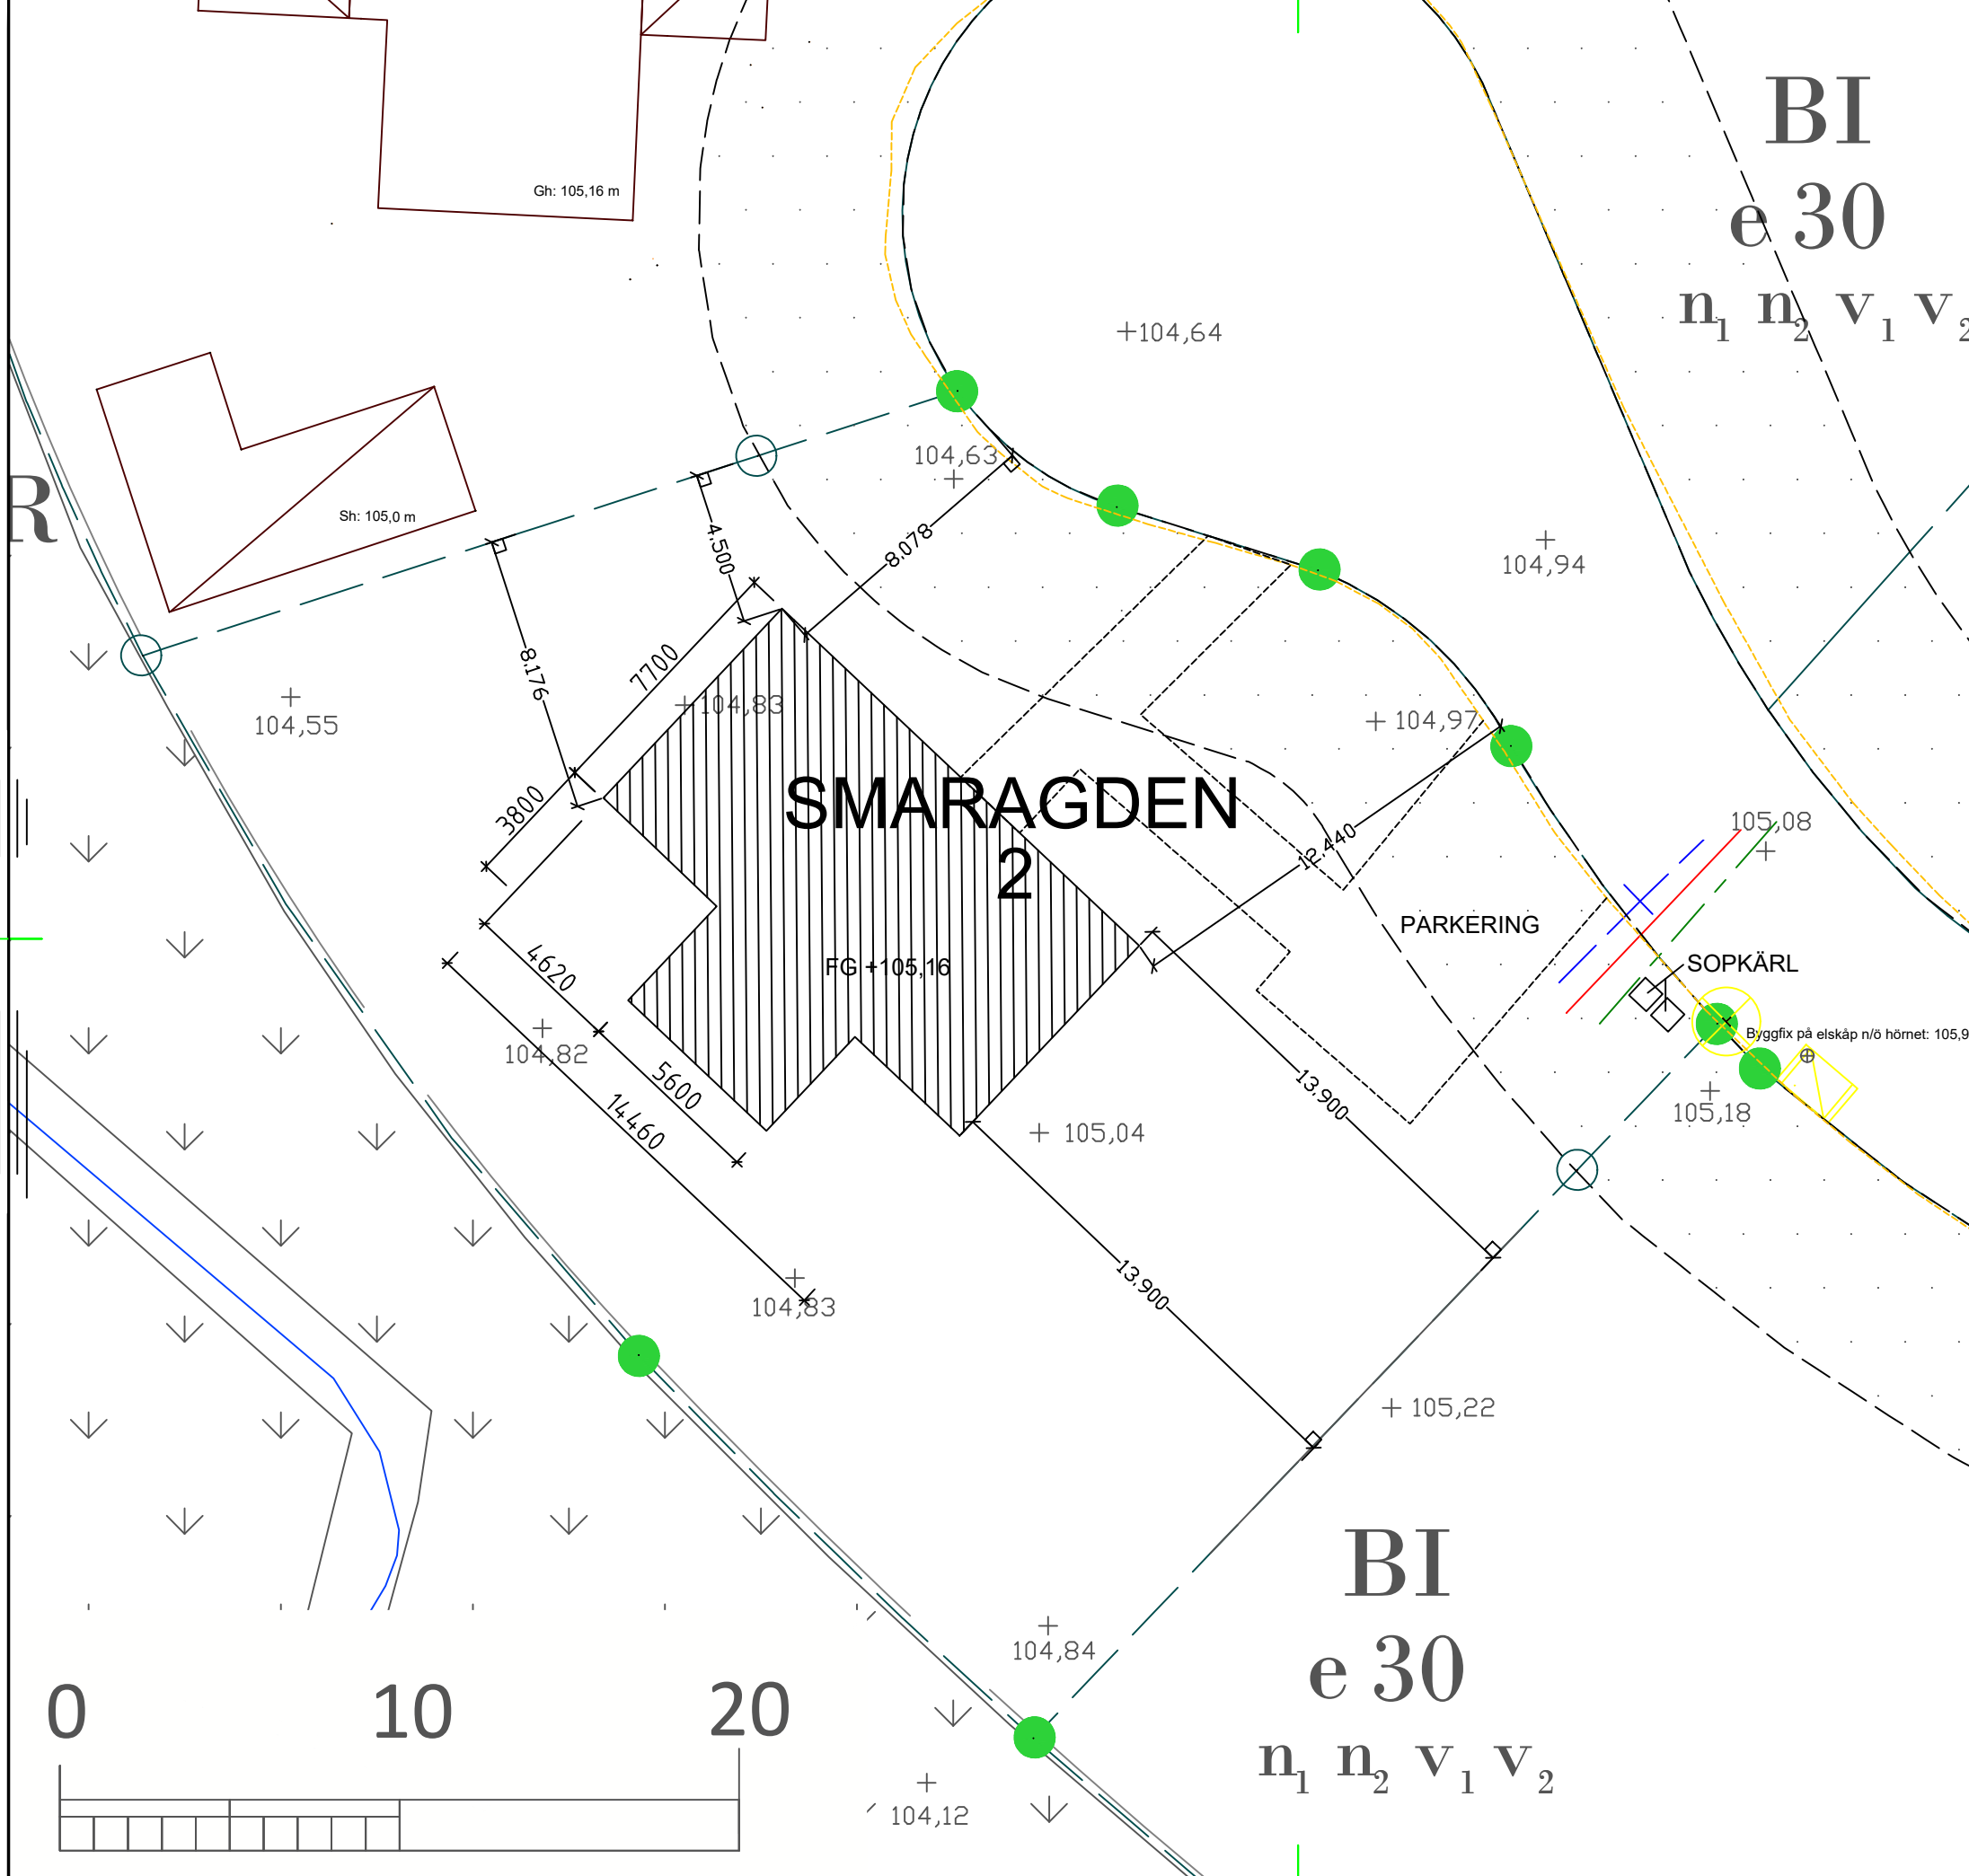 BI
e 30
n1 n2 v1 v2
Gh: 105,16 m
104,64
104,63
R
Sh: 105,0 m
4.500
8.078
104,94
8.176
7700
104,83
104,97
104,55
3800
SMARAGDEN
2
12.440
105,08
PARKERING
SOPKÄRL
4620
FG +105,16
104,82
5600
14460
Byggfix på elskåp n/ö hörnet: 105,9
13.900
105,18
105,04
13.900
104,83
105,22
BI
e 30
n1 n2 v1 v2
104,84
0 10 20
104,12